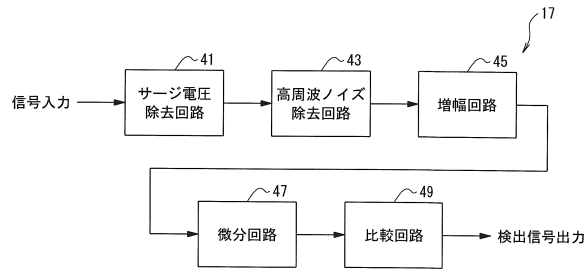 17
41
43
45
信号入力
サージ電圧
除去回路
高周波ノイズ
除去回路
増幅回路
47
49
微分回路
比較回路
検出信号出力